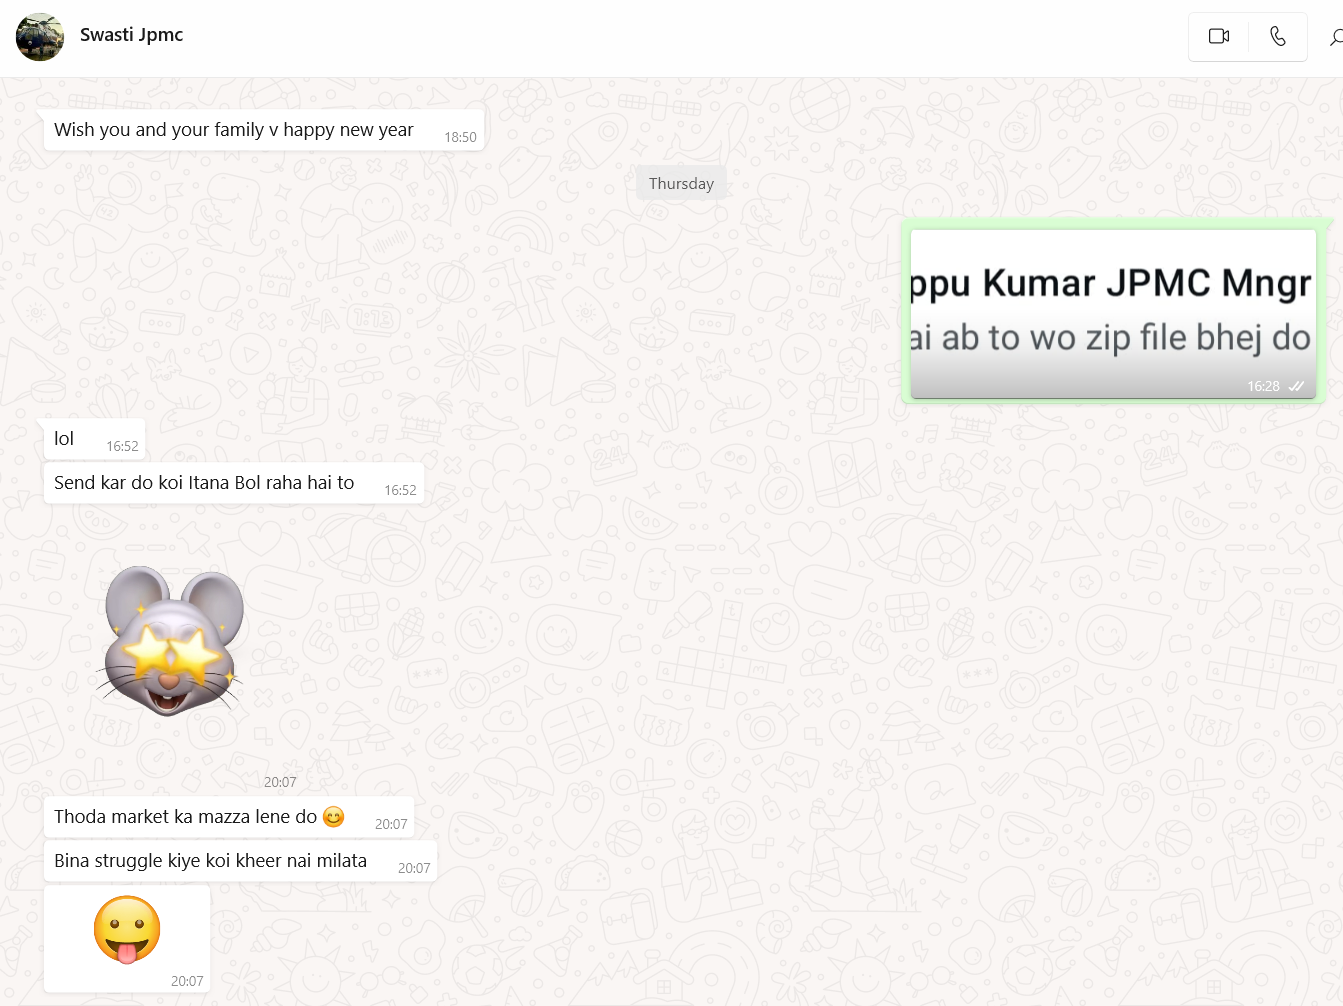 Swasti Jpmc
Wish you and your family v happy new year
18:50
Thursday
ppu Kumar JPMC Mngr
ai ab to wo zip file bhej do
16:28
lol
16:52
Send kar do koi Itana Bol raha hai to
16:52
20:07
Thoda market ka mazza lene do 😊
20:07
Bina struggle kiye koi kheer nai milata
20:07
😛
20:07